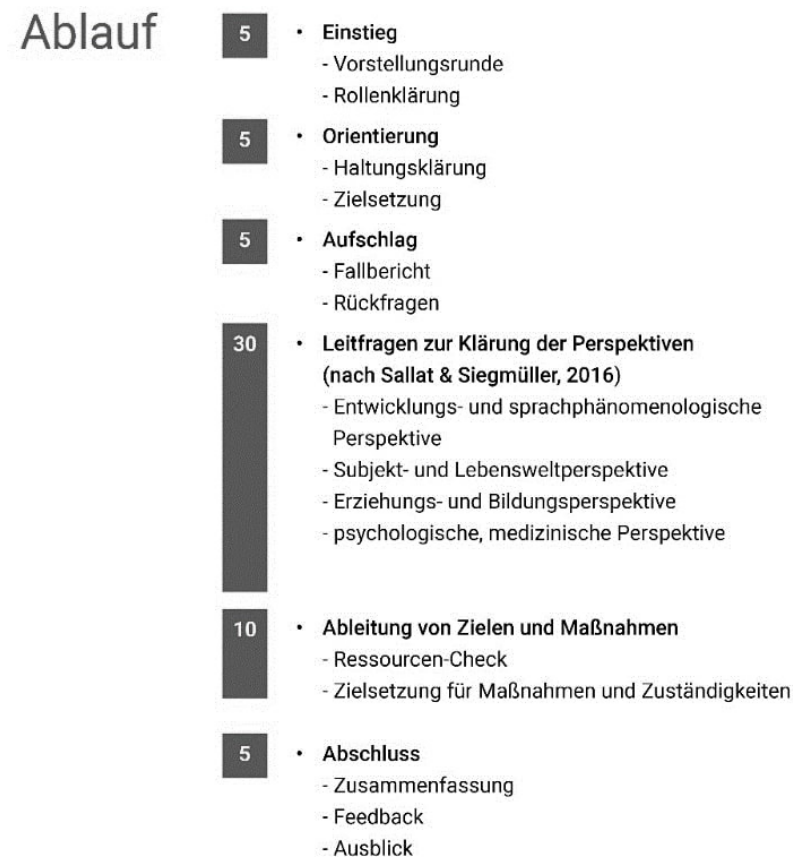 Ablauf
5 • Einstieg
- Vorstellungsrunde
- Rollenklärung
5 • Orientierung
- Haltungsklärung
- Zielsetzung
5 • Aufschlag
- Fallbericht
- Rückfragen
30 • Leitfragen zur Klärung der Perspektiven
(nach Sallat & Siegmüller, 2016)
- Entwicklungs- und sprachphänomenologische
Perspektive
- Subjekt- und Lebensweltperspektive
- Erziehungs- und Bildungsperspektive
- psychologische, medizinische Perspektive
10 • Ableitung von Zielen und Maßnahmen
- Ressourcen-Check
- Zielsetzung für Maßnahmen und Zuständigkeiten
5 • Abschluss
- Zusammenfassung
- Feedback
- Ausblick